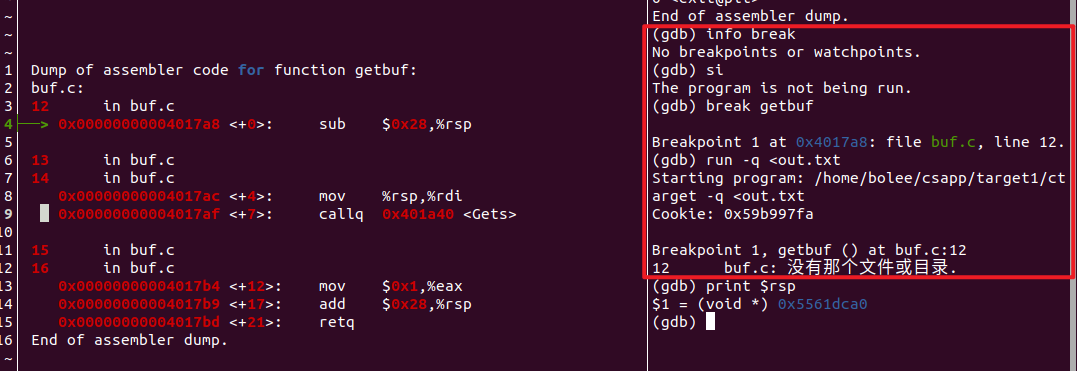 ~
~
~
~
1 Dump of assembler code for function getbuf:
2 buf.c:
3 12 in buf.c
4 --> 0x00000000004017a8 <+0>: sub $0x28,%rsp
5
6 13 in buf.c
7 14 in buf.c
8 0x00000000004017ac <+4>: mov %rsp,%rdi
9 0x00000000004017af <+7>: callq 0x401a40 <Gets>
10
11 15 in buf.c
12 16 in buf.c
13 0x00000000004017b4 <+12>: mov $0x1,%eax
14 0x00000000004017b9 <+17>: add $0x28,%rsp
15 0x00000000004017bd <+21>: retq
16 End of assembler dump.
~
End of assembler dump.
(gdb) info break
No breakpoints or watchpoints.
(gdb) si
The program is not being run.
(gdb) break getbuf
Breakpoint 1 at 0x4017a8: file buf.c, line 12.
(gdb) run -q <out.txt
Starting program: /home/bolee/csapp/target1/ct
arget -q <out.txt
Cookie: 0x59b997fa
Breakpoint 1, getbuf () at buf.c:12
12 buf.c: 没有那个文件或目录.
(gdb) print $rsp
$1 = (void *) 0x5561dca0
(gdb)